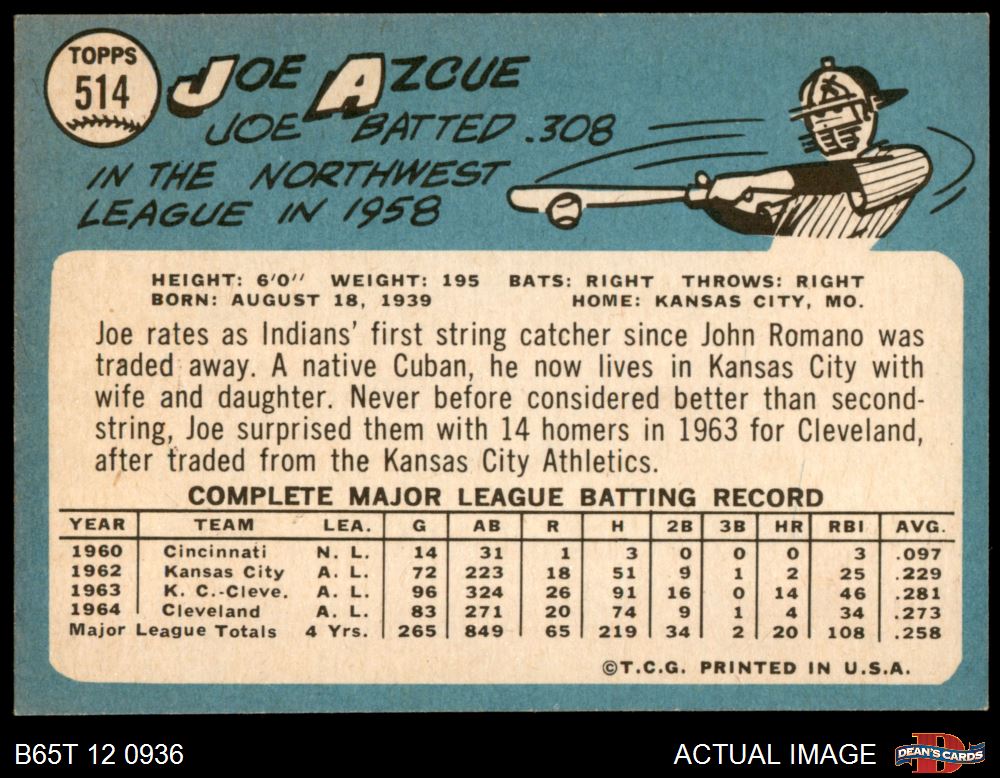 TOPPS
514
JOE AZCUE
JOE BATTED .308
IN THE NORTHWEST
LEAGUE IN 1958
HEIGHT: 6'0" WEIGHT: 195 BATS: RIGHT THROWS: RIGHT
BORN: AUGUST 18, 1939 HOME: KANSAS CITY, MO.
Joe rates as Indians' first string catcher since John Romano was
traded away. A native Cuban, he now lives in Kansas City with
wife and daughter. Never before considered better than second-
string, Joe surprised them with 14 homers in 1963 for Cleveland,
after traded from the Kansas City Athletics.
COMPLETE MAJOR LEAGUE BATTING RECORD
YEAR TEAM LEA. G AB R H 2B 3B HR RBI AVG.
1960 Cincinnati N. L. 14 31 1 3 0 0 0 3 .097
1962 Kansas City A. L. 72 223 18 51 9 1 2 25 .229
1963 K. C.-Cleve. A. L. 96 324 26 91 16 0 14 46 .281
1964 Cleveland A. L. 83 271 20 74 9 1 4 34 .273
Major League Totals 4 Yrs. 265 849 65 219 34 2 20 108 .258
©T.C.G. PRINTED IN U.S.A.
B65T 12 0936 ACTUAL IMAGE DEAN'S CARDS